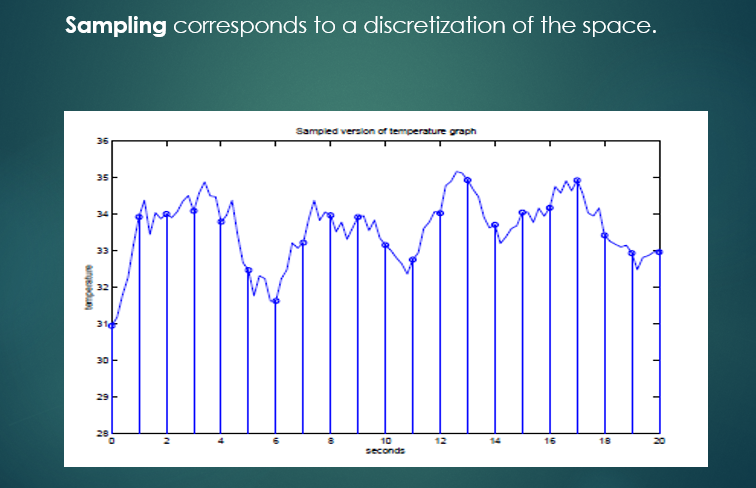 Sampling corresponds to a discretization of the space.
Sampled version of temperature graph
36
35
34
33
32
31
30
29
28
temperature
0 2 4 6 8 10 12 14 16 18 20
seconds